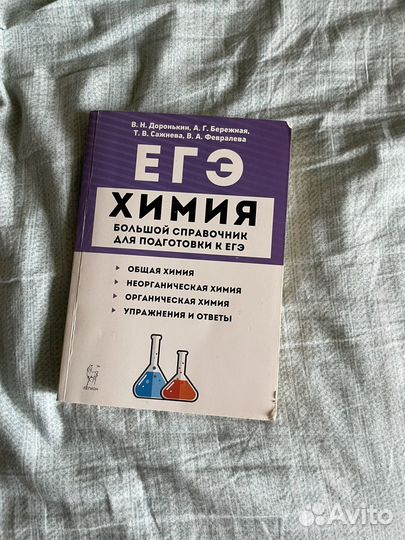 В. Н. Доронькин, А. Г. Бережная,
Т. В. Сажнева, В. А. Февралева
ЕГЭ
ХИМИЯ
БОЛЬШОЙ СПРАВОЧНИК
ДЛЯ ПОДГОТОВКИ К ЕГЭ
ОБЩАЯ ХИМИЯ
НЕОРГАНИЧЕСКАЯ ХИМИЯ
ОРГАНИЧЕСКАЯ ХИМИЯ
УПРАЖНЕНИЯ И ОТВЕТЫ
ЛЕГИОН
Avito